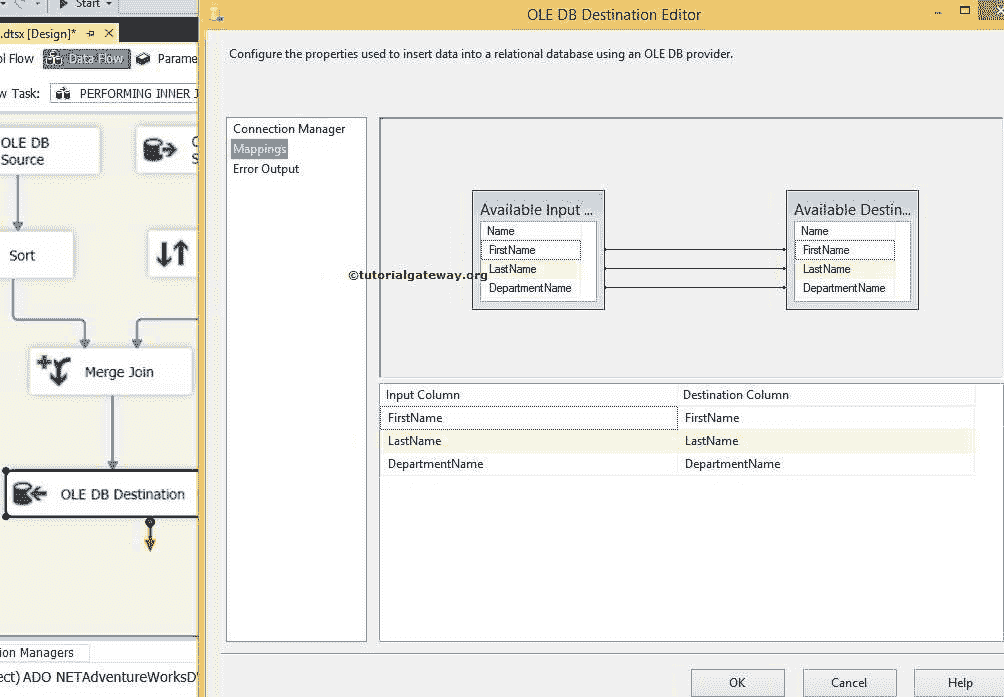 Start
OLE DB Destination Editor
.dtsx [Design]*
ol Flow Data Flow Parame
Configure the properties used to insert data into a relational database using an OLE DB provider.
w Task: PERFORMING INNER J
OLE DB
Source
Connection Manager
Mappings
Error Output
Available Input ...
Name
FirstName
LastName
DepartmentName
Available Destin...
Name
FirstName
LastName
DepartmentName
Sort
©tutorialgateway.org
Merge Join
Input Column Destination Column
FirstName FirstName
LastName LastName
DepartmentName DepartmentName
OLE DB Destination
ion Managers
ect) ADO NETAdventureWorksD
OK Cancel Help